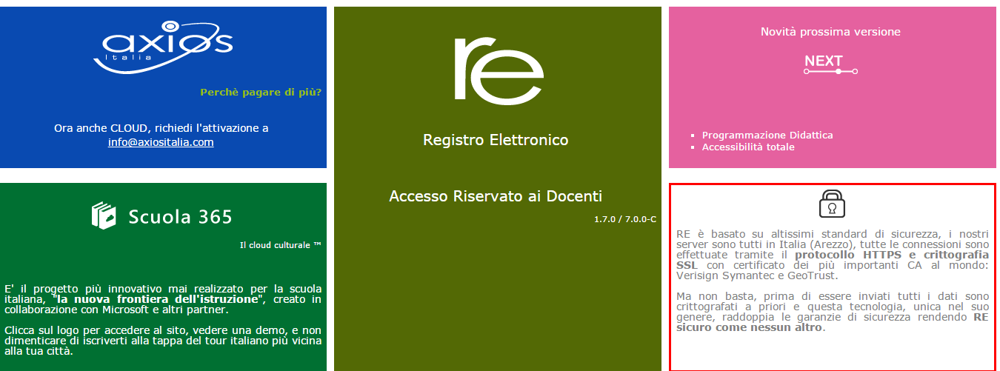 axios
Italia
Perchè pagare di più?
Ora anche CLOUD, richiedi l'attivazione a
info@axiositalia.com
Scuola 365
Il cloud culturale ™
E' il progetto più innovativo mai realizzato per la scuola
italiana, "la nuova frontiera dell'istruzione", creato in
collaborazione con Microsoft e altri partner.
Clicca sul logo per accedere al sito, vedere una demo, e non
dimenticare di iscriverti alla tappa del tour italiano più vicina
alla tua città.
re
Registro Elettronico
Accesso Riservato ai Docenti
1.7.0 / 7.0.0-C
Novità prossima versione
NEXT
Programmazione Didattica
Accessibilità totale
RE è basato su altissimi standard di sicurezza, i nostri
server sono tutti in Italia (Arezzo), tutte le connessioni sono
effettuate tramite il protocollo HTTPS e crittografia
SSL con certificato dei più importanti CA al mondo:
Verisign Symantec e GeoTrust.
Ma non basta, prima di essere inviati tutti i dati sono
crittografati a priori e questa tecnologia, unica nel suo
genere, raddoppia le garanzie di sicurezza rendendo RE
sicuro come nessun altro.